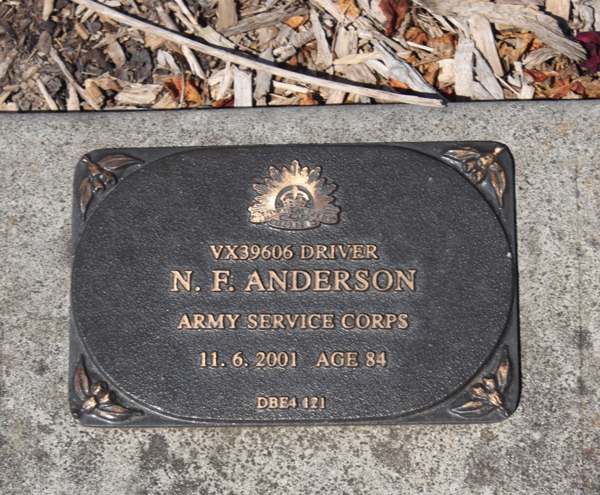 VX39606 DRIVER
N. F. ANDERSON
ARMY SERVICE CORPS
11. 6. 2001 AGE 84
DBE4 121